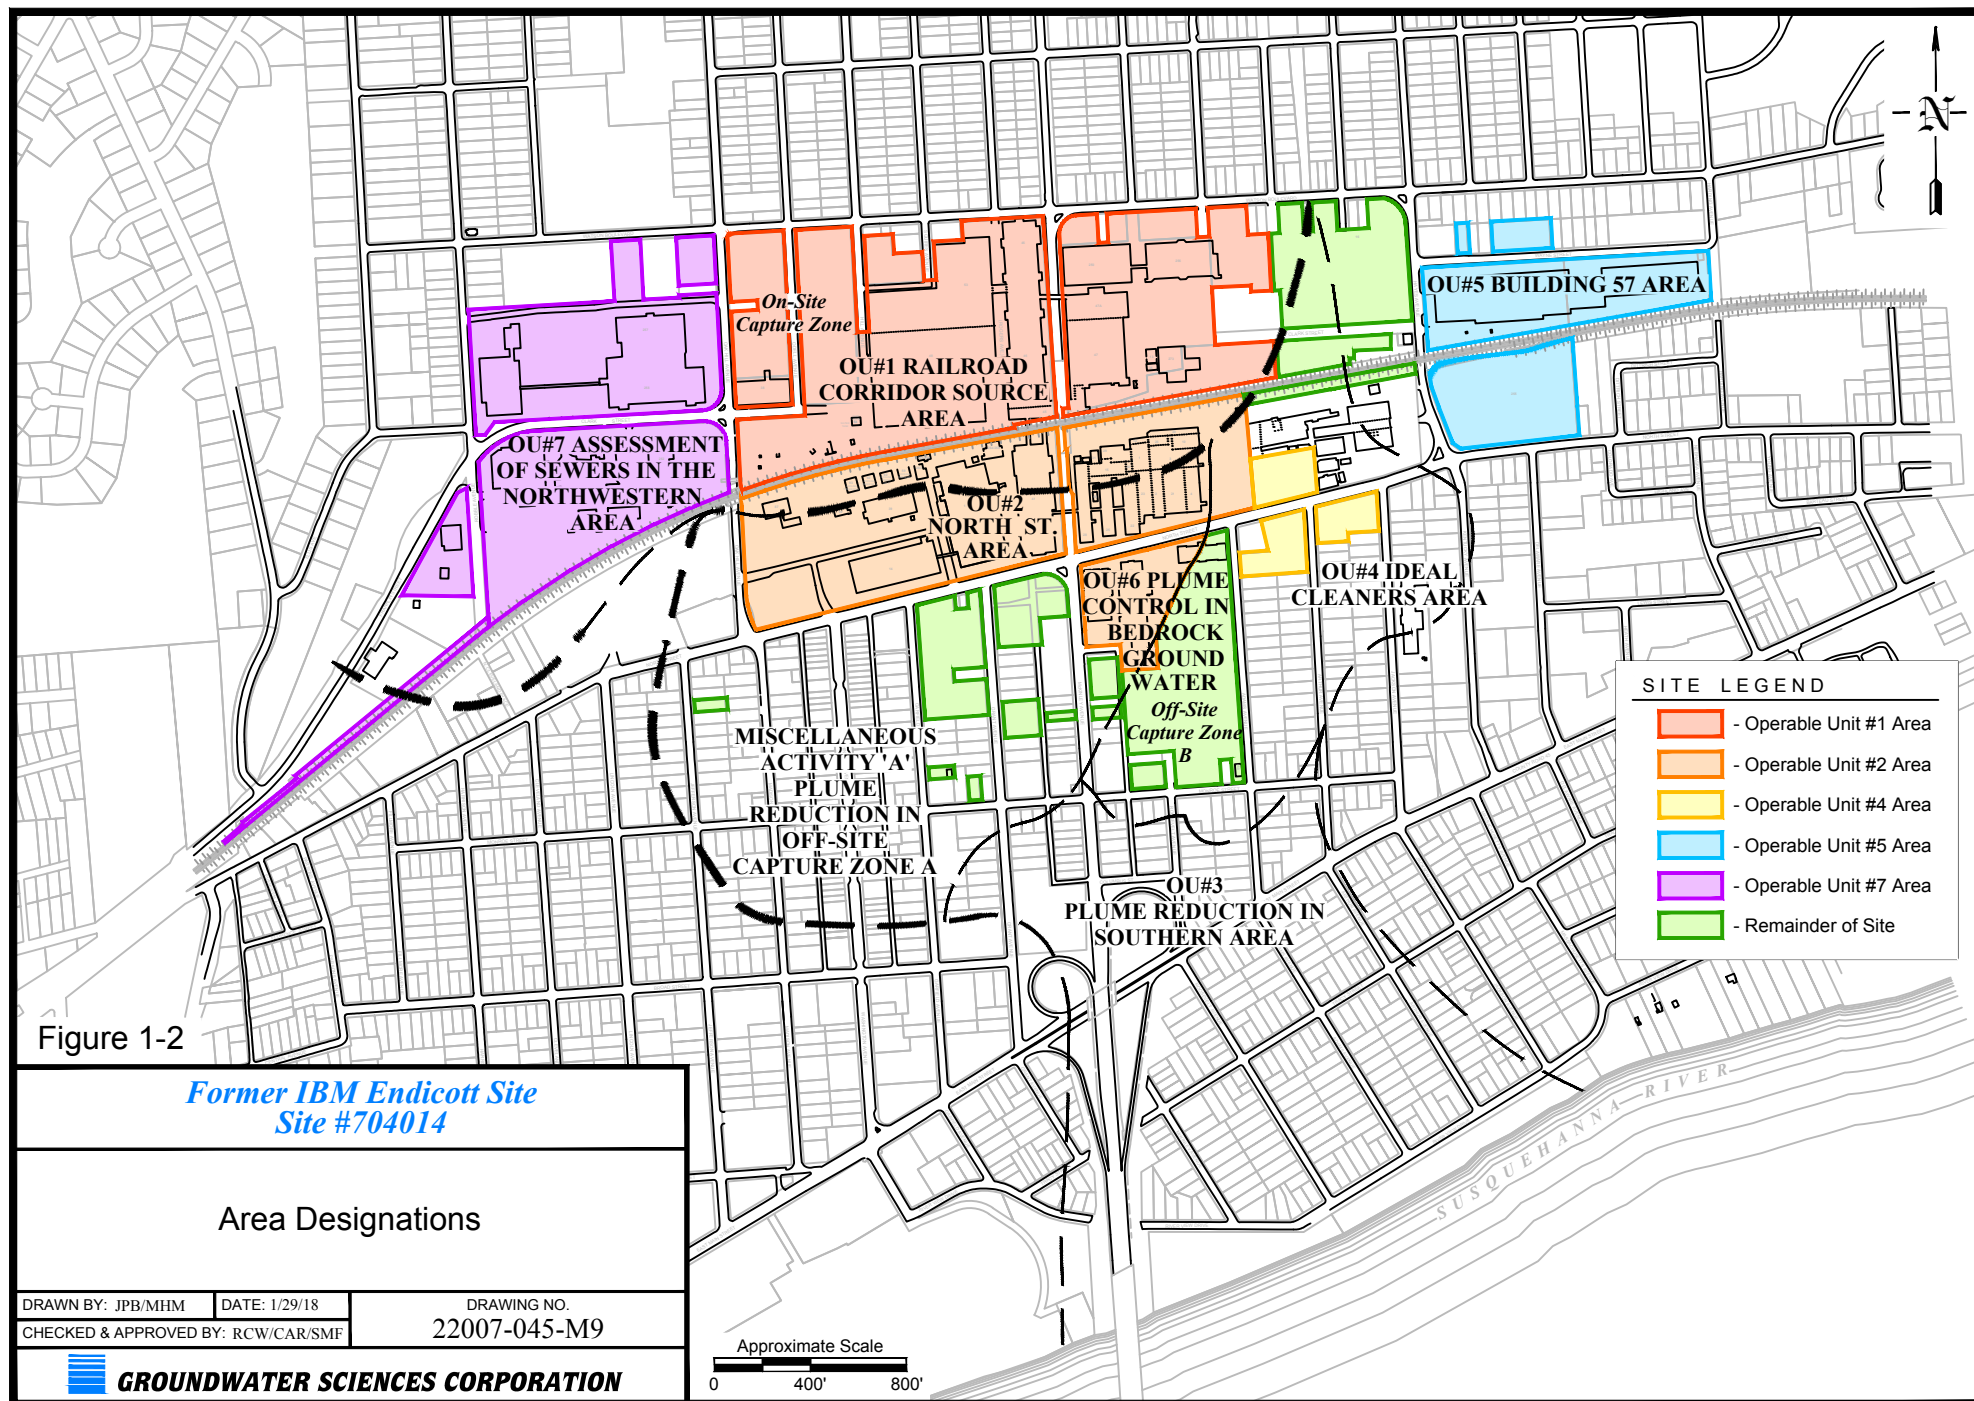 N
On-Site
Capture Zone
OU#5 BUILDING 57 AREA
OU#1 RAILROAD
CORRIDOR SOURCE
AREA
OU#7 ASSESSMENT
OF SEWERS IN THE
NORTHWESTERN
AREA
OU#2
NORTH ST.
AREA
OU#6 PLUME
CONTROL IN
BEDROCK
GROUND
WATER
Off-Site
Capture Zone
B
OU#4 IDEAL
CLEANERS AREA
MISCELLANEOUS
ACTIVITY 'A'
PLUME
REDUCTION IN
OFF-SITE
CAPTURE ZONE A
OU#3
PLUME REDUCTION IN
SOUTHERN AREA
SITE LEGEND
- Operable Unit #1 Area
- Operable Unit #2 Area
- Operable Unit #4 Area
- Operable Unit #5 Area
- Operable Unit #7 Area
- Remainder of Site
SUSQUEHANNA RIVER
Figure 1-2
Former IBM Endicott Site
Site #704014
Area Designations
DRAWN BY: JPB/MHM
DATE: 1/29/18
DRAWING NO.
22007-045-M9
CHECKED & APPROVED BY: RCW/CAR/SMF
GROUNDWATER SCIENCES CORPORATION
Approximate Scale
0 400' 800'